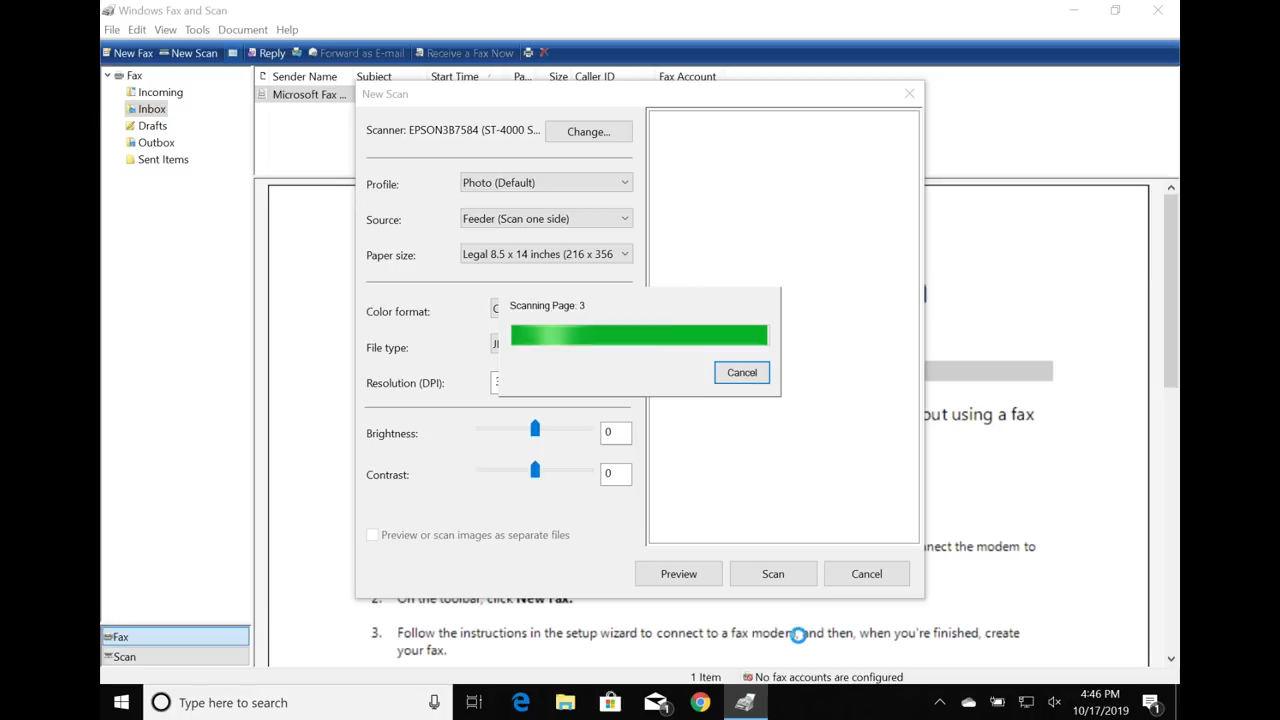 Windows Fax and Scan
File Edit View Tools Document Help
New Fax New Scan Reply Forward as E-mail Receive a Fax Now
Fax
Incoming
Inbox
Drafts
Outbox
Sent Items
Sender Name Subject Start Time Pa... Size Caller ID Fax Account
Microsoft Fax ...
New Scan
Scanner: EPSON3B7584 (ST-4000 S... Change...
Profile: Photo (Default)
Source: Feeder (Scan one side)
Paper size: Legal 8.5 x 14 inches (216 x 356
Color format:
File type:
Resolution (DPI):
Scanning Page: 3
Cancel
Brightness: 0
Contrast: 0
Preview or scan images as separate files
Preview Scan Cancel
out using a fax
nect the modem to
2. On the toolbar, click New Fax.
3. Follow the instructions in the setup wizard to connect to a fax modem, and then, when you're finished, create
your fax.
Fax
Scan
1 Item No fax accounts are configured
Type here to search
4:46 PM
10/17/2019